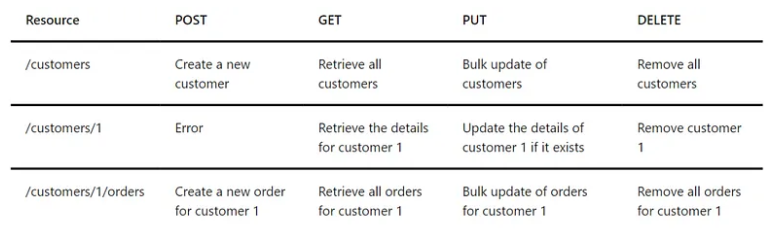 Resource POST GET PUT DELETE
/customers Create a new customer Retrieve all customers Bulk update of customers Remove all customers
/customers/1 Error Retrieve the details for customer 1 Update the details of customer 1 if it exists Remove customer 1
/customers/1/orders Create a new order for customer 1 Retrieve all orders for customer 1 Bulk update of orders for customer 1 Remove all orders for customer 1